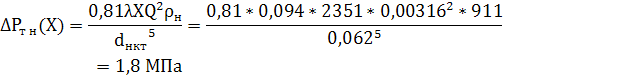 ΔPт н(X) = 0,81λXQ²ρн / dнкт⁵ = 0,81 * 0,094 * 2351 * 0,00316² * 911 / 0,062⁵
= 1,8 МПа